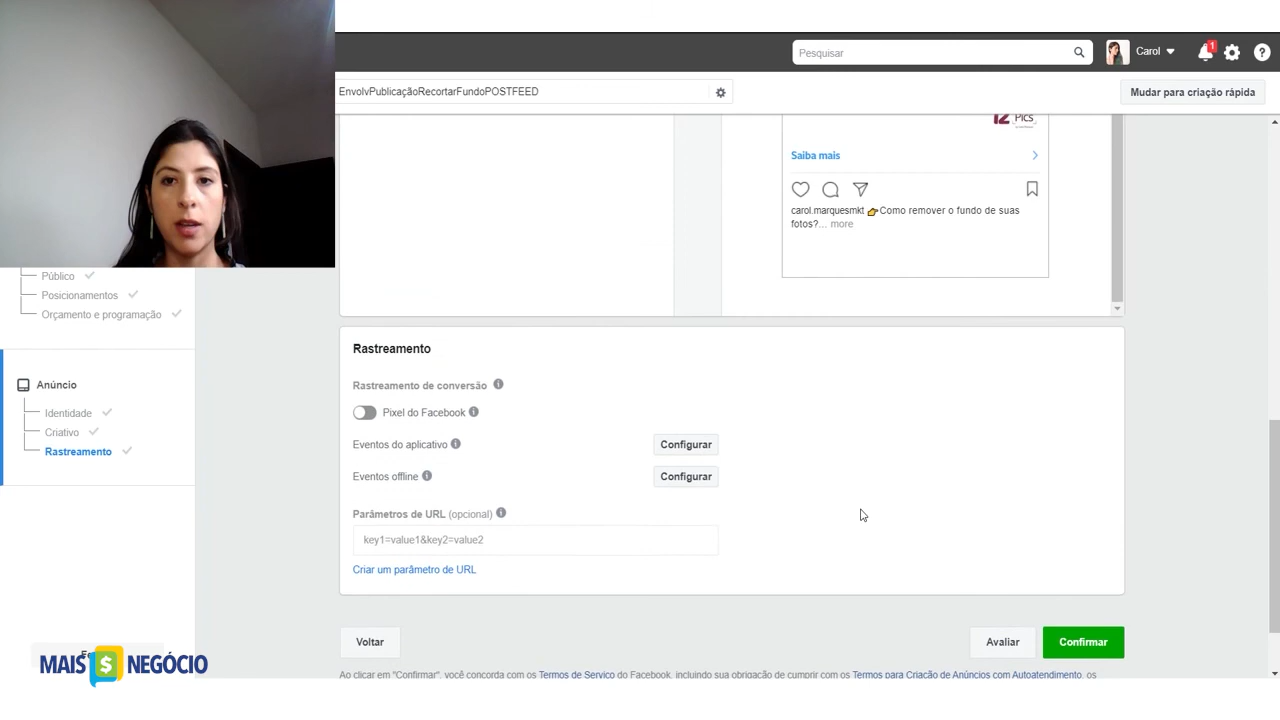 Pesquisar
Carol
1
EnvolvPublicaçãoRecortarFundoPOSTFEED
Mudar para criação rápida
Pics
Saiba mais
carol.marquesmkt 👉Como remover o fundo de suas
fotos?... more
Público
Posicionamentos
Orçamento e programação
Anúncio
Identidade
Criativo
Rastreamento
Rastreamento
Rastreamento de conversão
Pixel do Facebook
Eventos do aplicativo
Configurar
Eventos offline
Configurar
Parâmetros de URL (opcional)
key1=value1&key2=value2
Criar um parâmetro de URL
Voltar
Avaliar
Confirmar
Ao clicar em "Confirmar", você concorda com os Termos de Serviço do Facebook, incluindo sua obrigação de cumprir com os Termos para Criação de Anúncios com Autoatendimento, os
MAIS $ NEGÓCIO